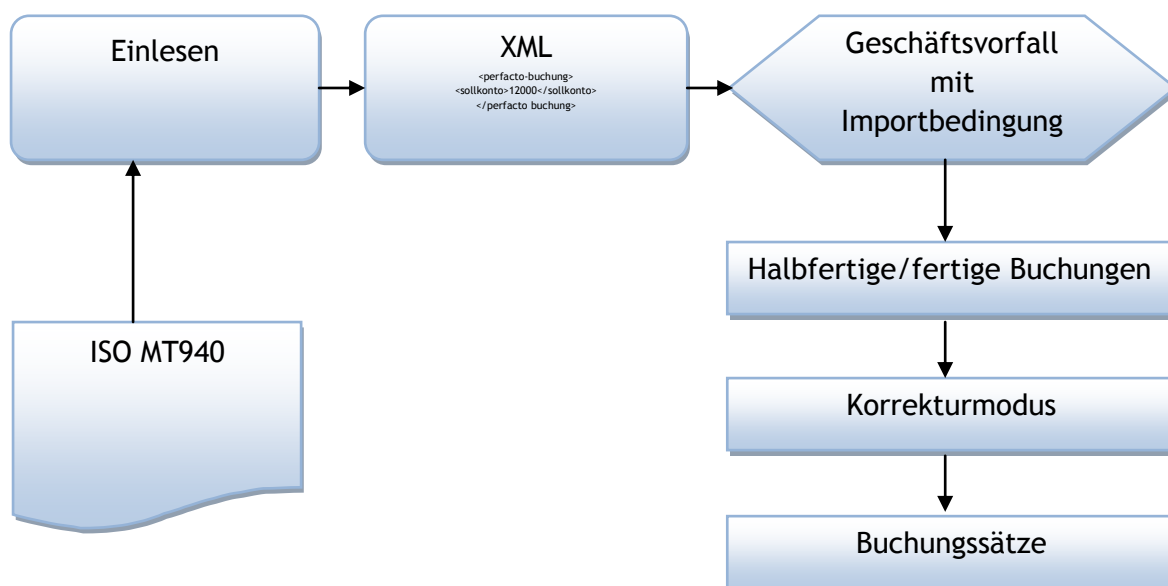 Einlesen
XML
<perfacto-buchung>
<sollkonto>12000</sollkonto>
</perfacto buchung>
Geschäftsvorfall
mit
Importbedingung
Halbfertige/fertige Buchungen
ISO MT940
Korrekturmodus
Buchungssätze